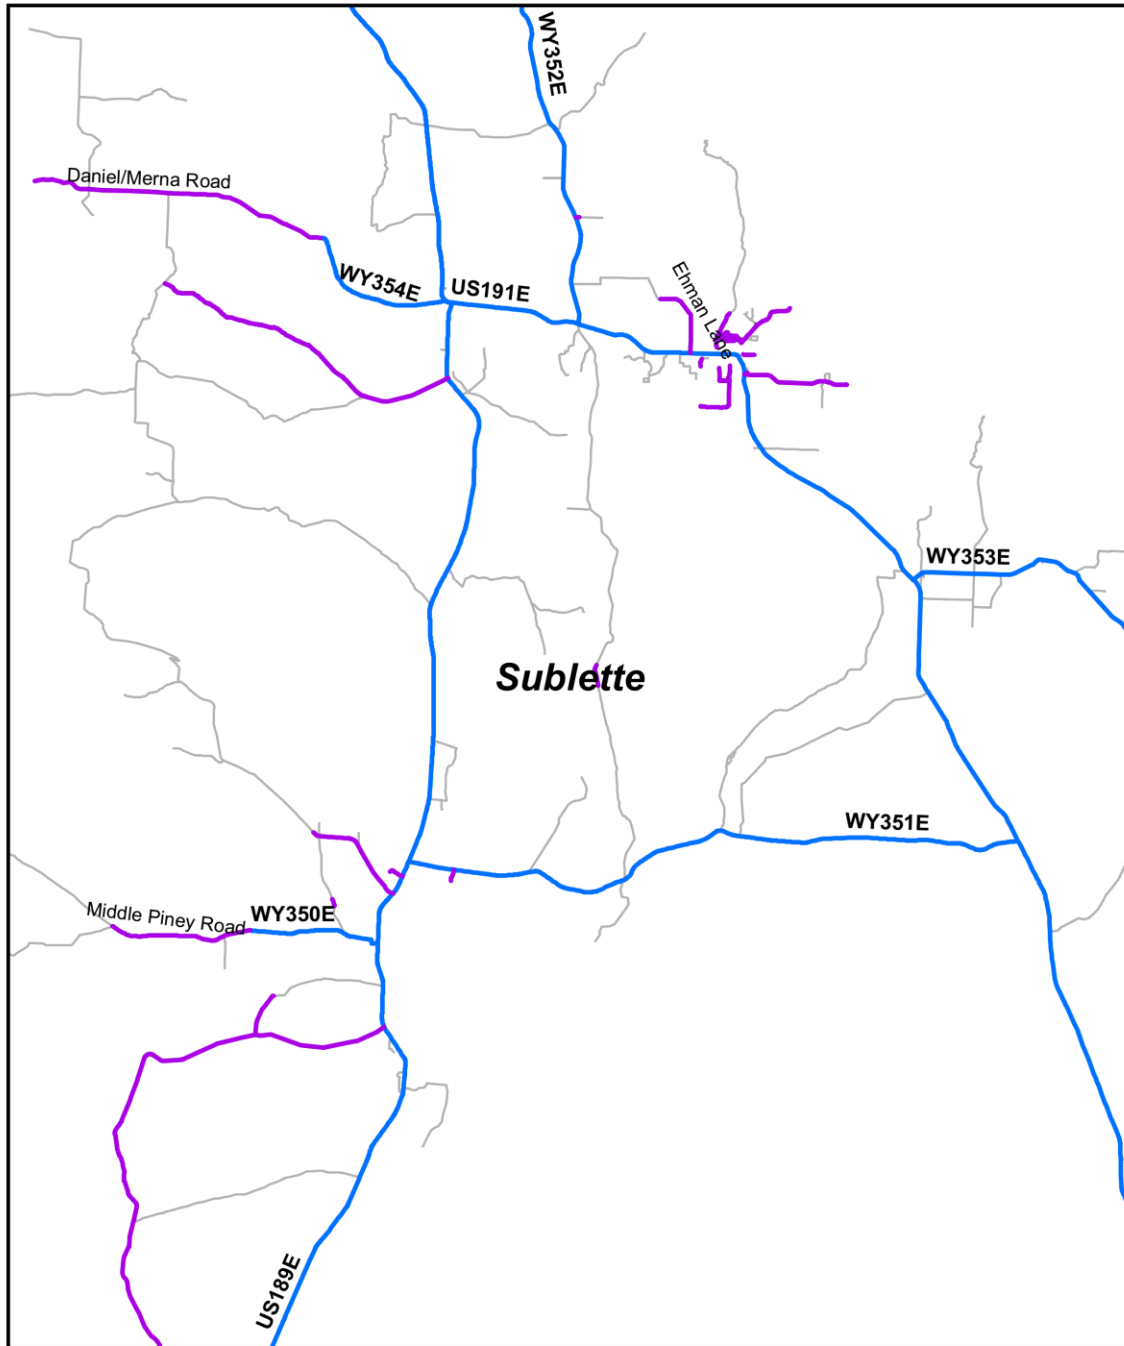 WY352E
Daniel/Merna Road
WY354E
US191E
Ehman Lane
WY353E
Sublette
WY351E
Middle Piney Road
WY350E
US189E